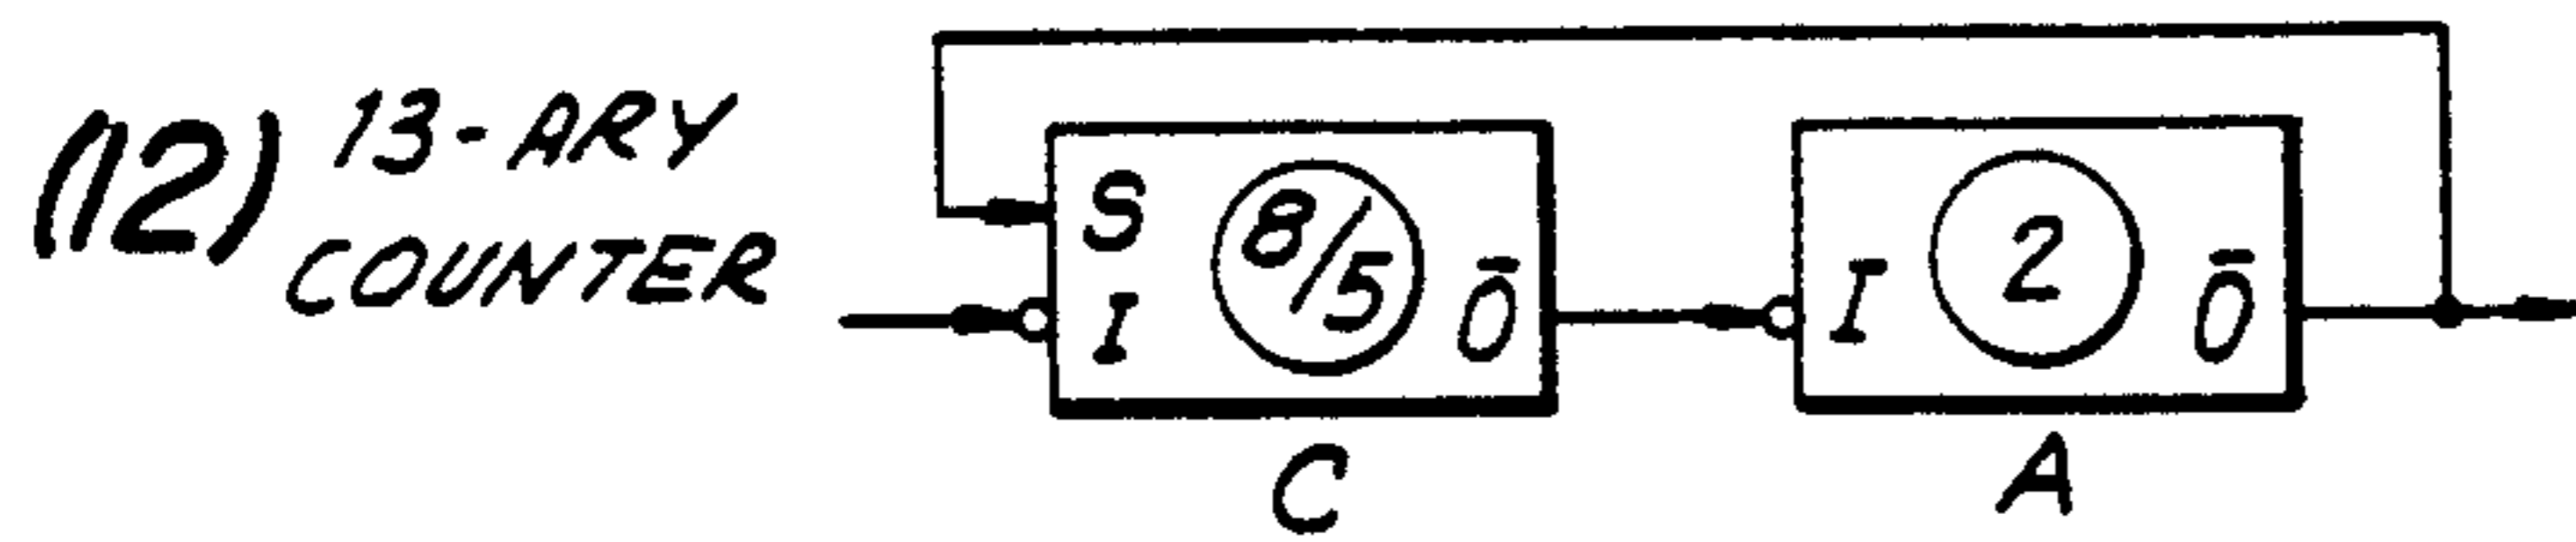 (12) 13-ARY
COUNTER
S 8/5 Ō
I
C
I 2 Ō
A